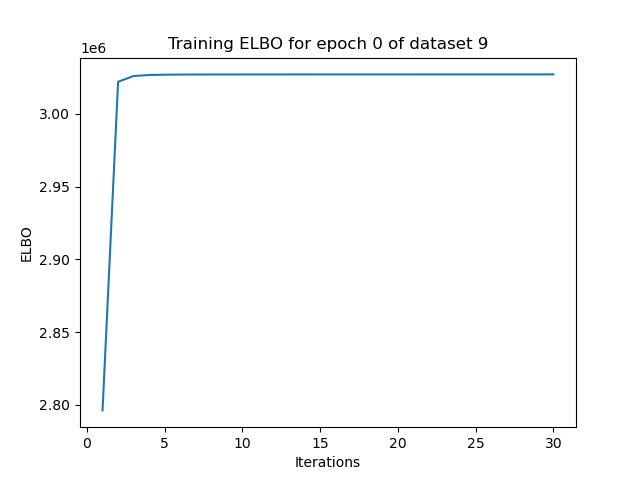 Training ELBO for epoch 0 of dataset 9
1e6
3.00
2.95
2.90
2.85
2.80
ELBO
0 5 10 15 20 25 30
Iterations